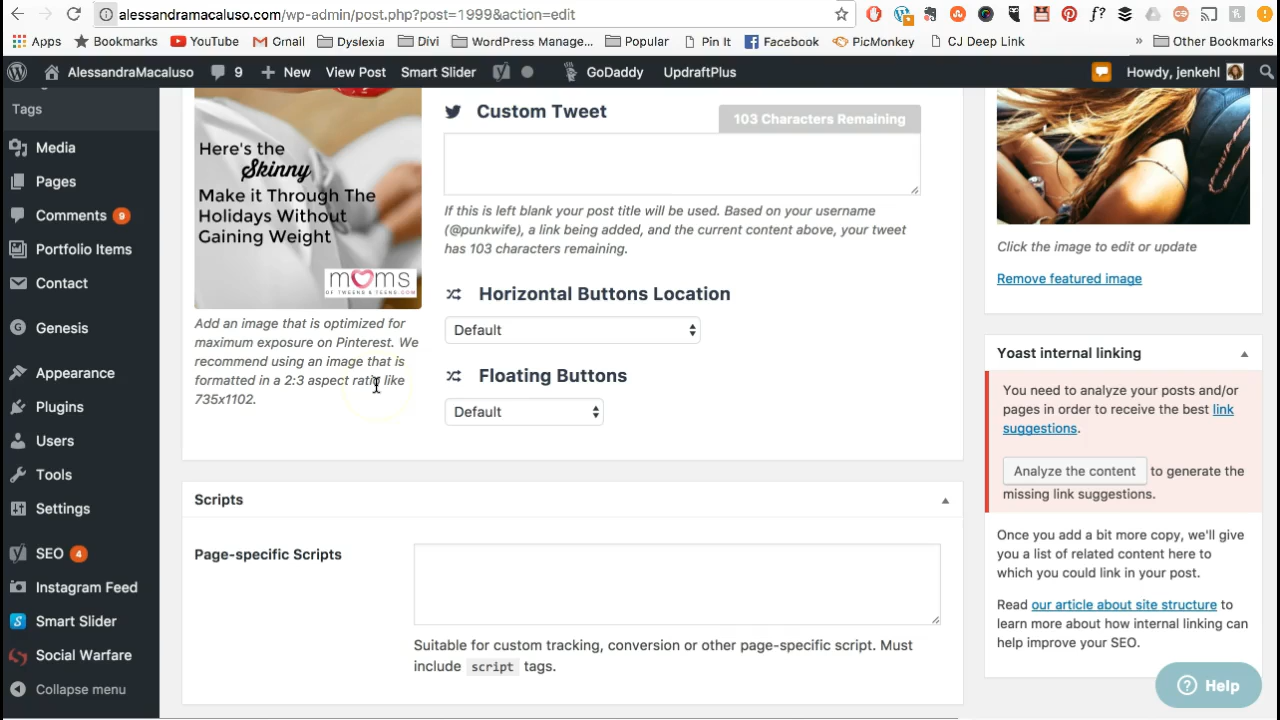 alessandramacaluso.com/wp-admin/post.php?post=1999&action=edit
Apps Bookmarks YouTube Gmail Dyslexia Divi WordPress Manage... Popular Pin It Facebook PicMonkey CJ Deep Link » Other Bookmarks
AlessandraMacaluso 9 New View Post Smart Slider GoDaddy UpdraftPlus Howdy, jenkehl
Tags
Media
Pages
Comments 9
Portfolio Items
Contact
Genesis
Appearance
Plugins
Users
Tools
Settings
SEO 4
Instagram Feed
Smart Slider
Social Warfare
Collapse menu
Here's the
Skinny
Make it Through The
Holidays Without
Gaining Weight
moms
OF TWEENS & TEENS.COM
Add an image that is optimized for
maximum exposure on Pinterest. We
recommend using an image that is
formatted in a 2:3 aspect ratio like
735x1102.
Custom Tweet
103 Characters Remaining
If this is left blank your post title will be used. Based on your username
(@punkwife), a link being added, and the current content above, your tweet
has 103 characters remaining.
Horizontal Buttons Location
Default
Floating Buttons
Default
Scripts
Page-specific Scripts
Suitable for custom tracking, conversion or other page-specific script. Must
include script tags.
Click the image to edit or update
Remove featured image
Yoast internal linking
You need to analyze your posts and/or
pages in order to receive the best link
suggestions.
Analyze the content to generate the
missing link suggestions.
Once you add a bit more copy, we'll give
you a list of related content here to
which you could link in your post.
Read our article about site structure to
learn more about how internal linking can
help improve your SEO.
Help